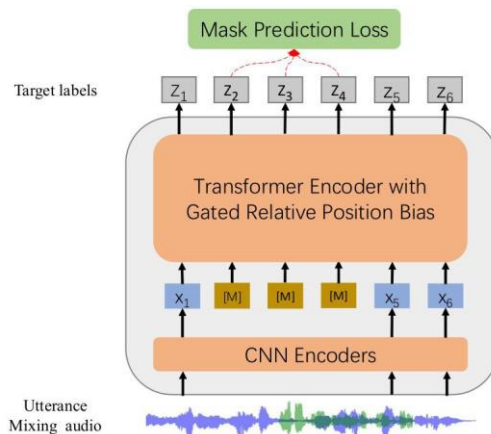 Mask Prediction Loss
Target labels
Z1 Z2 Z3 Z4 Z5 Z6
Transformer Encoder with
Gated Relative Position Bias
X1 [M] [M] [M] X5 X6
CNN Encoders
Utterance
Mixing audio